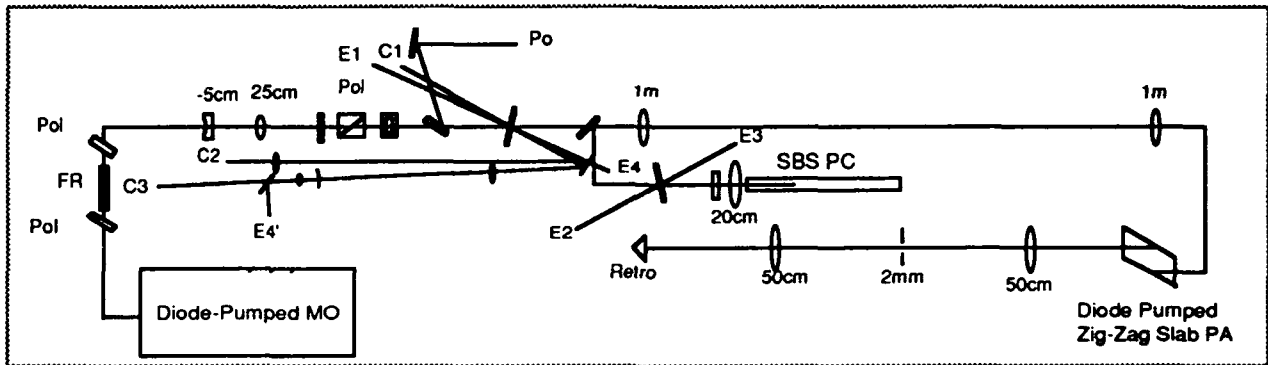 E1
C1
Po
-5cm
25cm
Pol
1m
1m
Pol
C2
E3
E4
SBS PC
FR
C3
E4'
E2
20cm
Pol
Retro
50cm
2mm
50cm
Diode-Pumped MO
Diode Pumped
Zig-Zag Slab PA